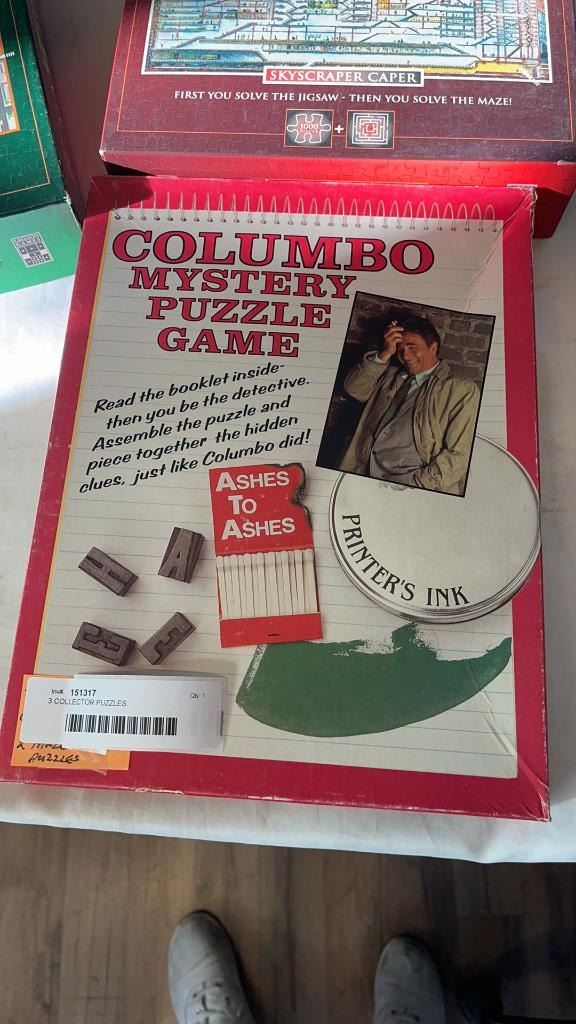 SKYSCRAPER CAPER
FIRST YOU SOLVE THE JIGSAW - THEN YOU SOLVE THE MAZE!
1000
+
COLUMBO
MYSTERY
PUZZLE
GAME
Read the booklet inside-
then you be the detective.
Assemble the puzzle and
piece together the hidden
clues, just like Columbo did!
ASHES
TO
ASHES
PRINTER'S INK
H
A
E
S
Inv#: 151317
Qty: 1
3 COLLECTOR PUZZLES
PUZZLES